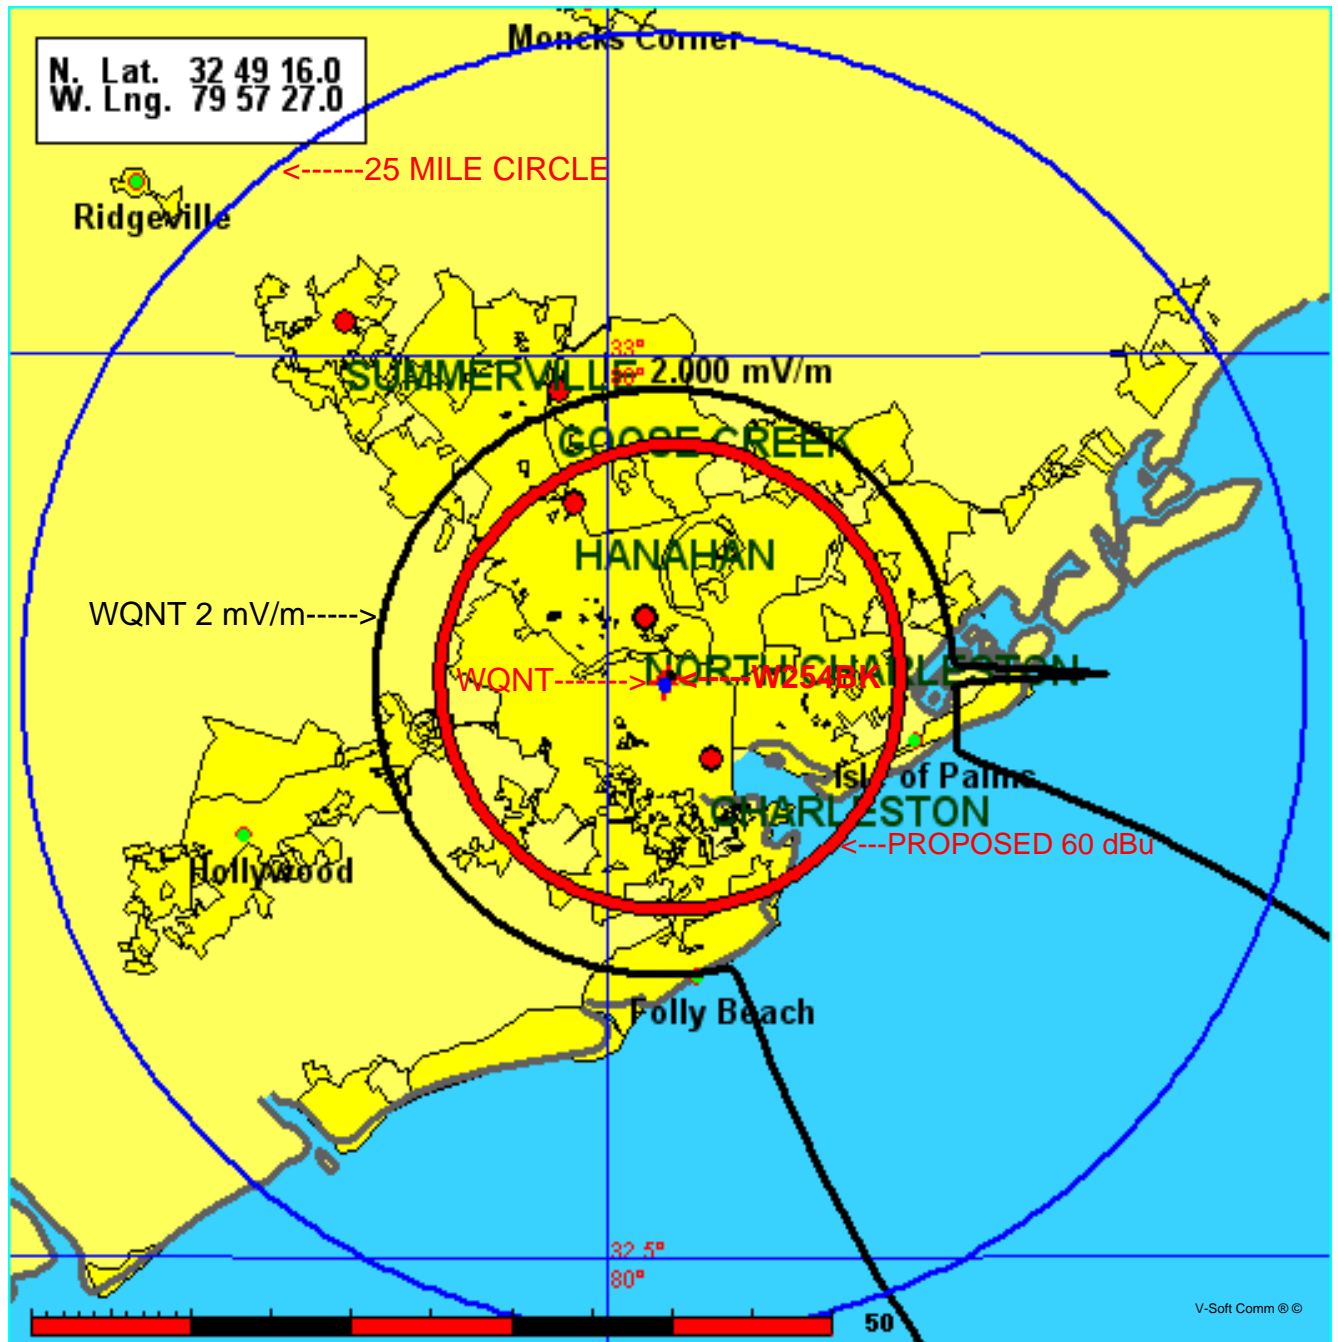 Moncks Corner
N. Lat. 32 49 16.0
W. Lng. 79 57 27.0
<------25 MILE CIRCLE
Ridgeville
33°
80°
SUMMERVILLE
2.000 mV/m
GOOSE CREEK
HANAHAN
WQNT 2 mV/m----->
NORTH CHARLESTON
WQNT------->
<-----W254BK
Isle of Palms
CHARLESTON
<---PROPOSED 60 dBu
Hollywood
Folly Beach
32.5°
80°
V-Soft Comm ® ©
50